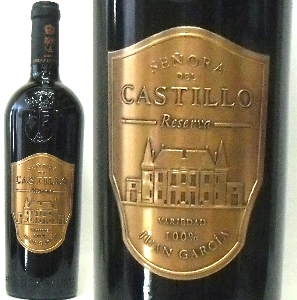 SEÑORA
DEL
CASTILLO
Reserva
VARIEDAD
100%
JUAN GARCÍA